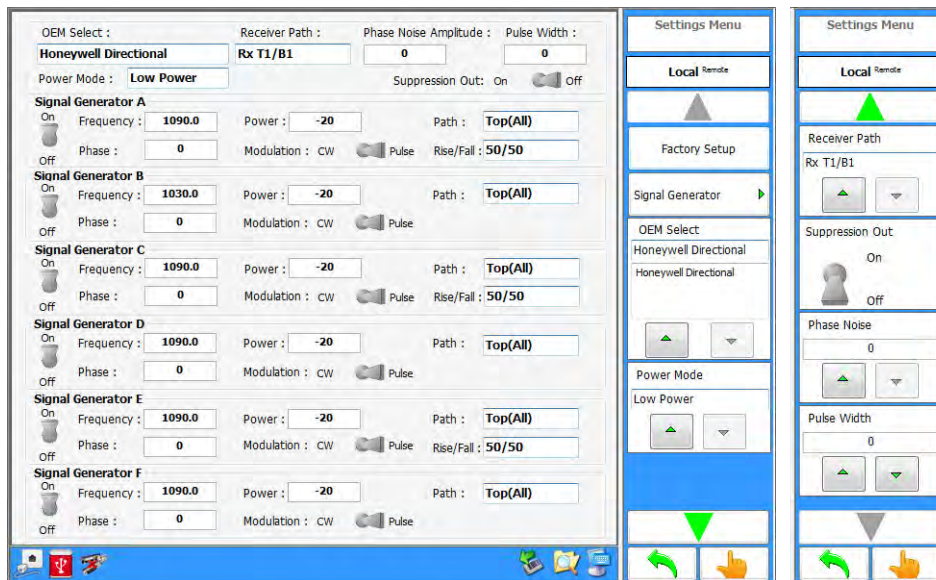 OEM Select : Receiver Path : Phase Noise Amplitude : Pulse Width :
Honeywell Directional Rx T1/B1 0 0
Power Mode : Low Power Suppression Out: On Off
Signal Generator A
On Frequency : 1090.0 Power : -20 Path : Top(All)
Off Phase : 0 Modulation : CW Pulse Rise/Fall : 50/50
Signal Generator B
On Frequency : 1030.0 Power : -20 Path : Top(All)
Off Phase : 0 Modulation : CW Pulse
Signal Generator C
On Frequency : 1090.0 Power : -20 Path : Top(All)
Off Phase : 0 Modulation : CW Pulse Rise/Fall : 50/50
Signal Generator D
On Frequency : 1090.0 Power : -20 Path : Top(All)
Off Phase : 0 Modulation : CW Pulse
Signal Generator E
On Frequency : 1090.0 Power : -20 Path : Top(All)
Off Phase : 0 Modulation : CW Pulse Rise/Fall : 50/50
Signal Generator F
On Frequency : 1090.0 Power : -20 Path : Top(All)
Off Phase : 0 Modulation : CW Pulse
Settings Menu
Local Remote
Factory Setup
Signal Generator
OEM Select
Honeywell Directional
Honeywell Directional
Power Mode
Low Power
Settings Menu
Local Remote
Receiver Path
Rx T1/B1
Suppression Out
On
Off
Phase Noise
0
Pulse Width
0